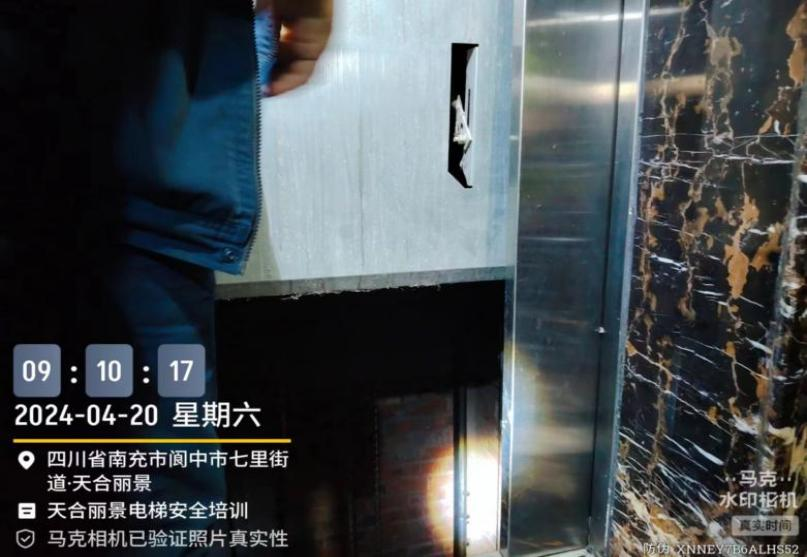 09:10:17
2024-04-20 星期六
四川省南充市阆中市七里街
道·天合丽景
天合丽景电梯安全培训
马克相机已验证照片真实性
马克
水印相机
真实时间
防伪 XNNEY7B6ALHS52